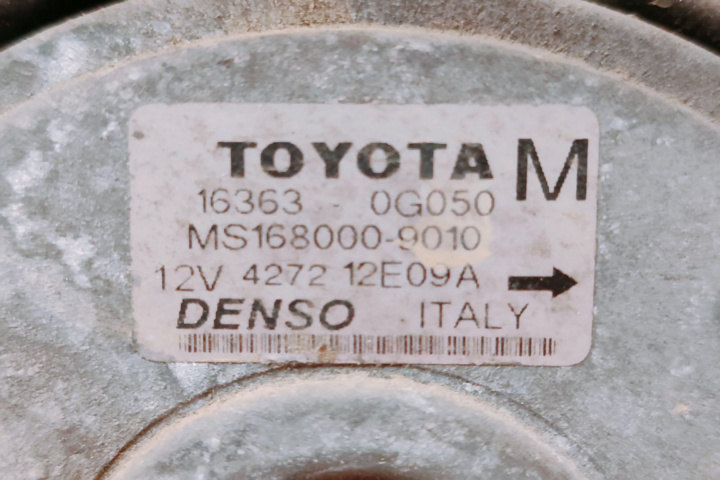 TOYOTA M
16363 - 0G050
MS168000-9010
12V 4272 12E09A
DENSO . ITALY